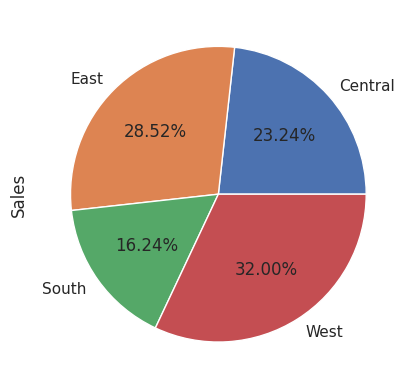 East
Central
28.52%
23.24%
Sales
16.24%
32.00%
South
West